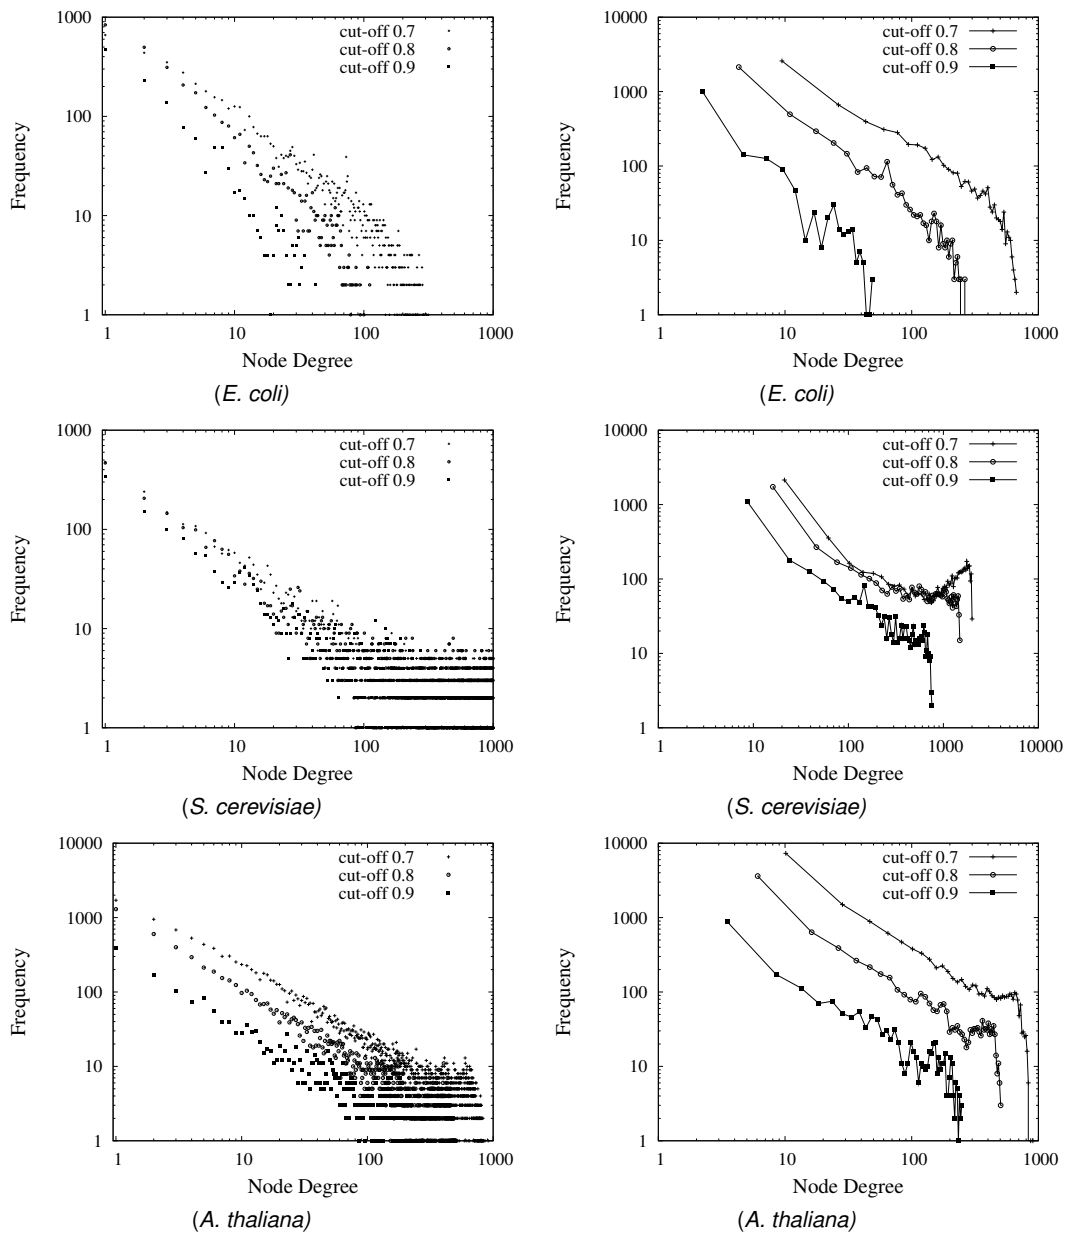 1000
100
10
1
Frequency
cut-off 0.7
cut-off 0.8
cut-off 0.9
1 10 100 1000
Node Degree
(E. coli)
10000
1000
100
10
1
Frequency
cut-off 0.7
cut-off 0.8
cut-off 0.9
1 10 100 1000
Node Degree
(E. coli)
1000
100
10
1
Frequency
cut-off 0.7
cut-off 0.8
cut-off 0.9
1 10 100 1000
Node Degree
(S. cerevisiae)
10000
1000
100
10
1
Frequency
cut-off 0.7
cut-off 0.8
cut-off 0.9
1 10 100 1000 10000
Node Degree
(S. cerevisiae)
10000
1000
100
10
1
Frequency
cut-off 0.7
cut-off 0.8
cut-off 0.9
1 10 100 1000
Node Degree
(A. thaliana)
10000
1000
100
10
1
Frequency
cut-off 0.7
cut-off 0.8
cut-off 0.9
1 10 100 1000
Node Degree
(A. thaliana)